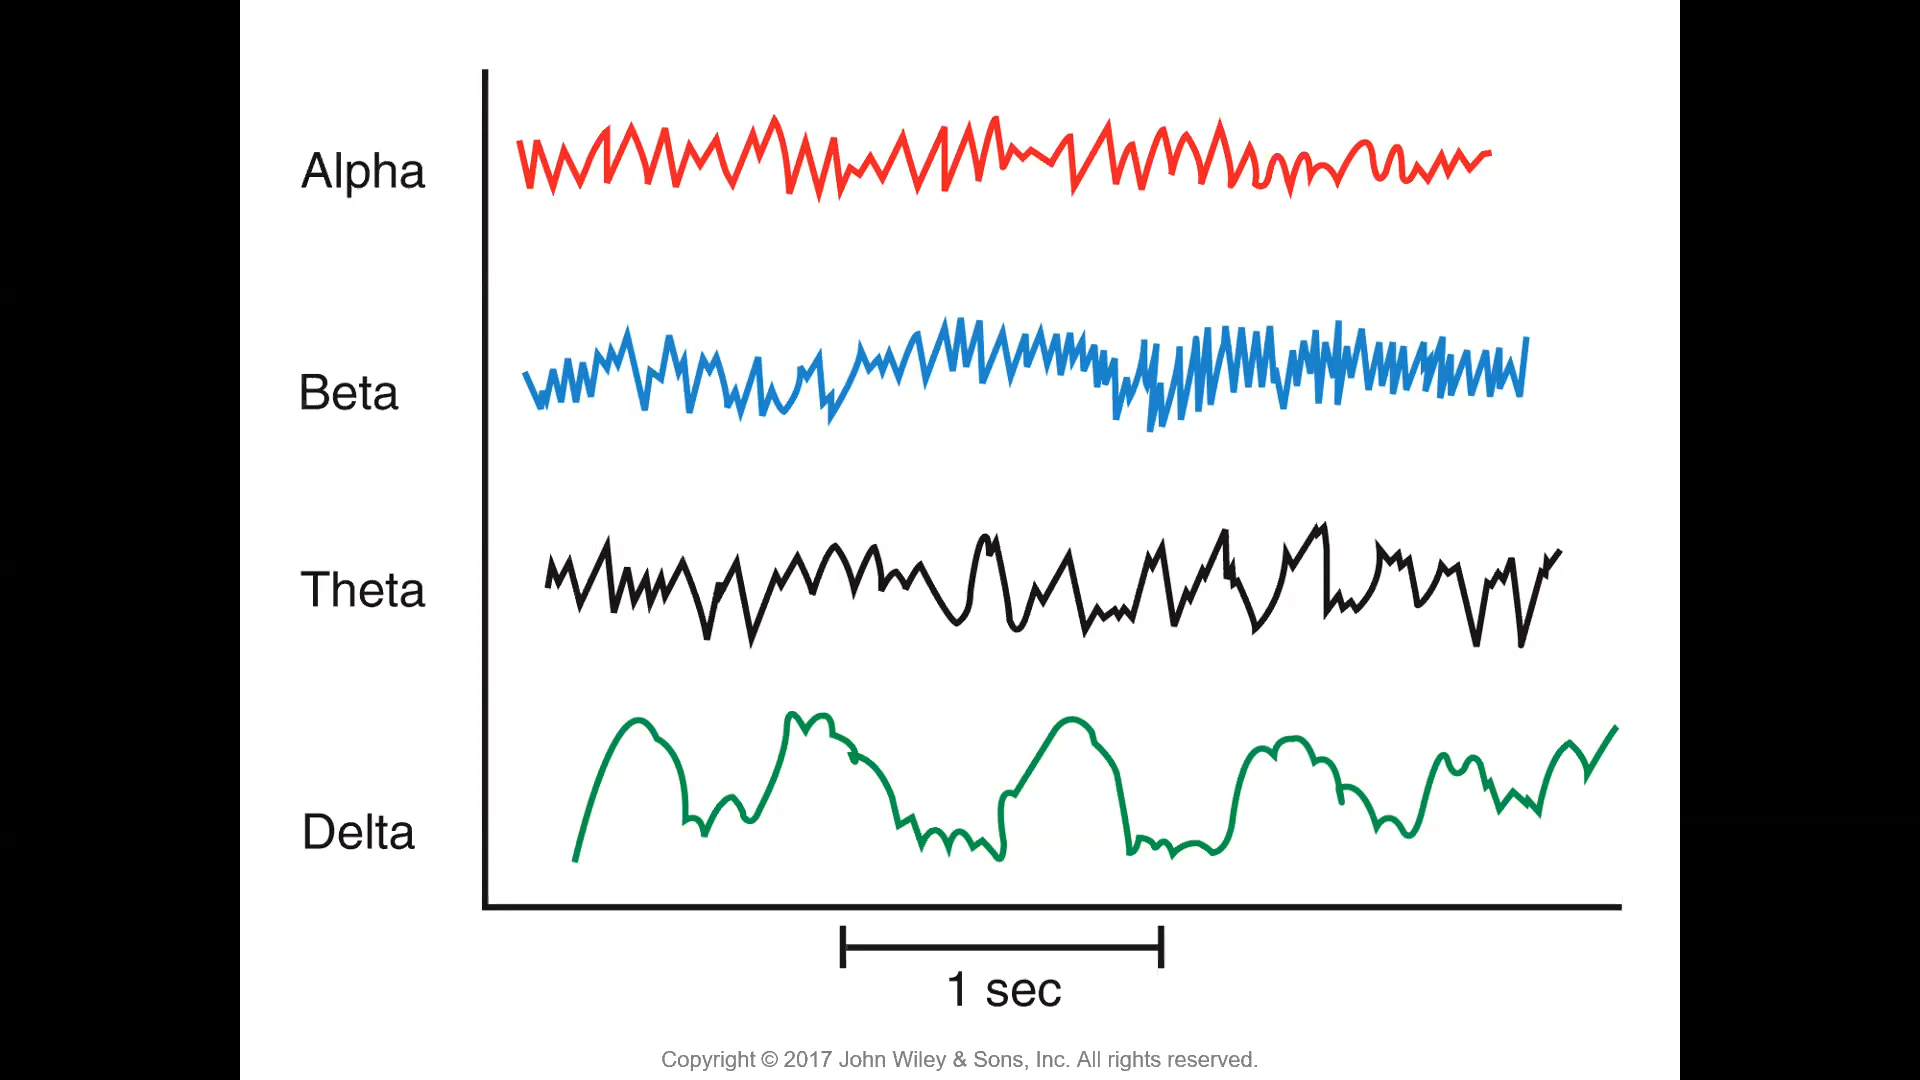 Alpha
Beta
Theta
Delta
1 sec
Copyright © 2017 John Wiley & Sons, Inc. All rights reserved.